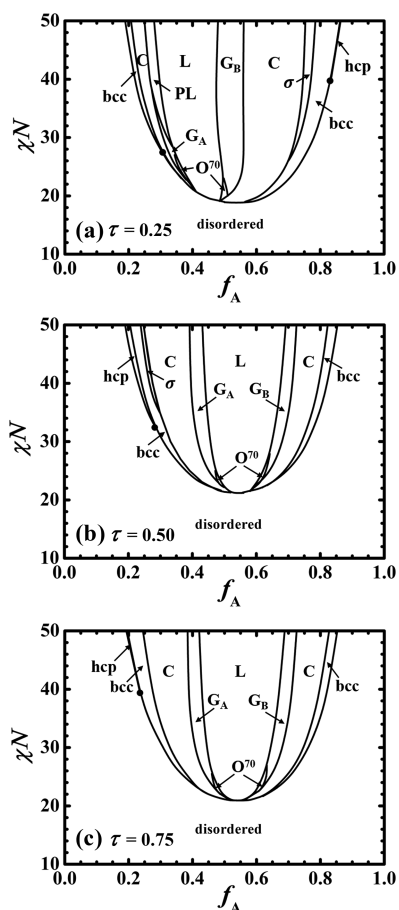 50
C
L
G_B
C
hcp
40
bcc
PL
σ
bcc
χN
30
G_A
O^70
20
disordered
(a) τ = 0.25
10
0.0 0.2 0.4 0.6 0.8 1.0
f_A
50
hcp
C
σ
L
C
bcc
40
G_A
G_B
χN
30
bcc
O^70
20
disordered
(b) τ = 0.50
10
0.0 0.2 0.4 0.6 0.8 1.0
f_A
50
hcp
bcc
C
L
C
bcc
40
G_A
G_B
χN
30
O^70
20
disordered
(c) τ = 0.75
10
0.0 0.2 0.4 0.6 0.8 1.0
f_A